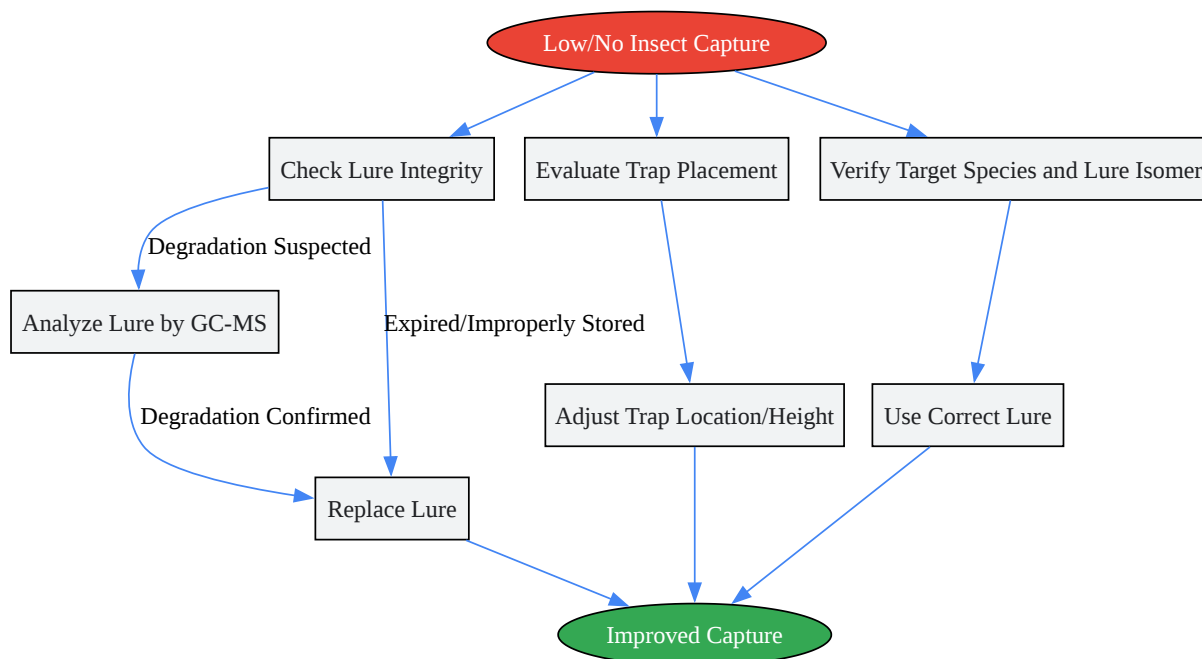 Low/No Insect Capture
Check Lure Integrity
Evaluate Trap Placement
Verify Target Species and Lure Isomer
Degradation Suspected
Analyze Lure by GC-MS
Expired/Improperly Stored
Degradation Confirmed
Adjust Trap Location/Height
Use Correct Lure
Replace Lure
Improved Capture